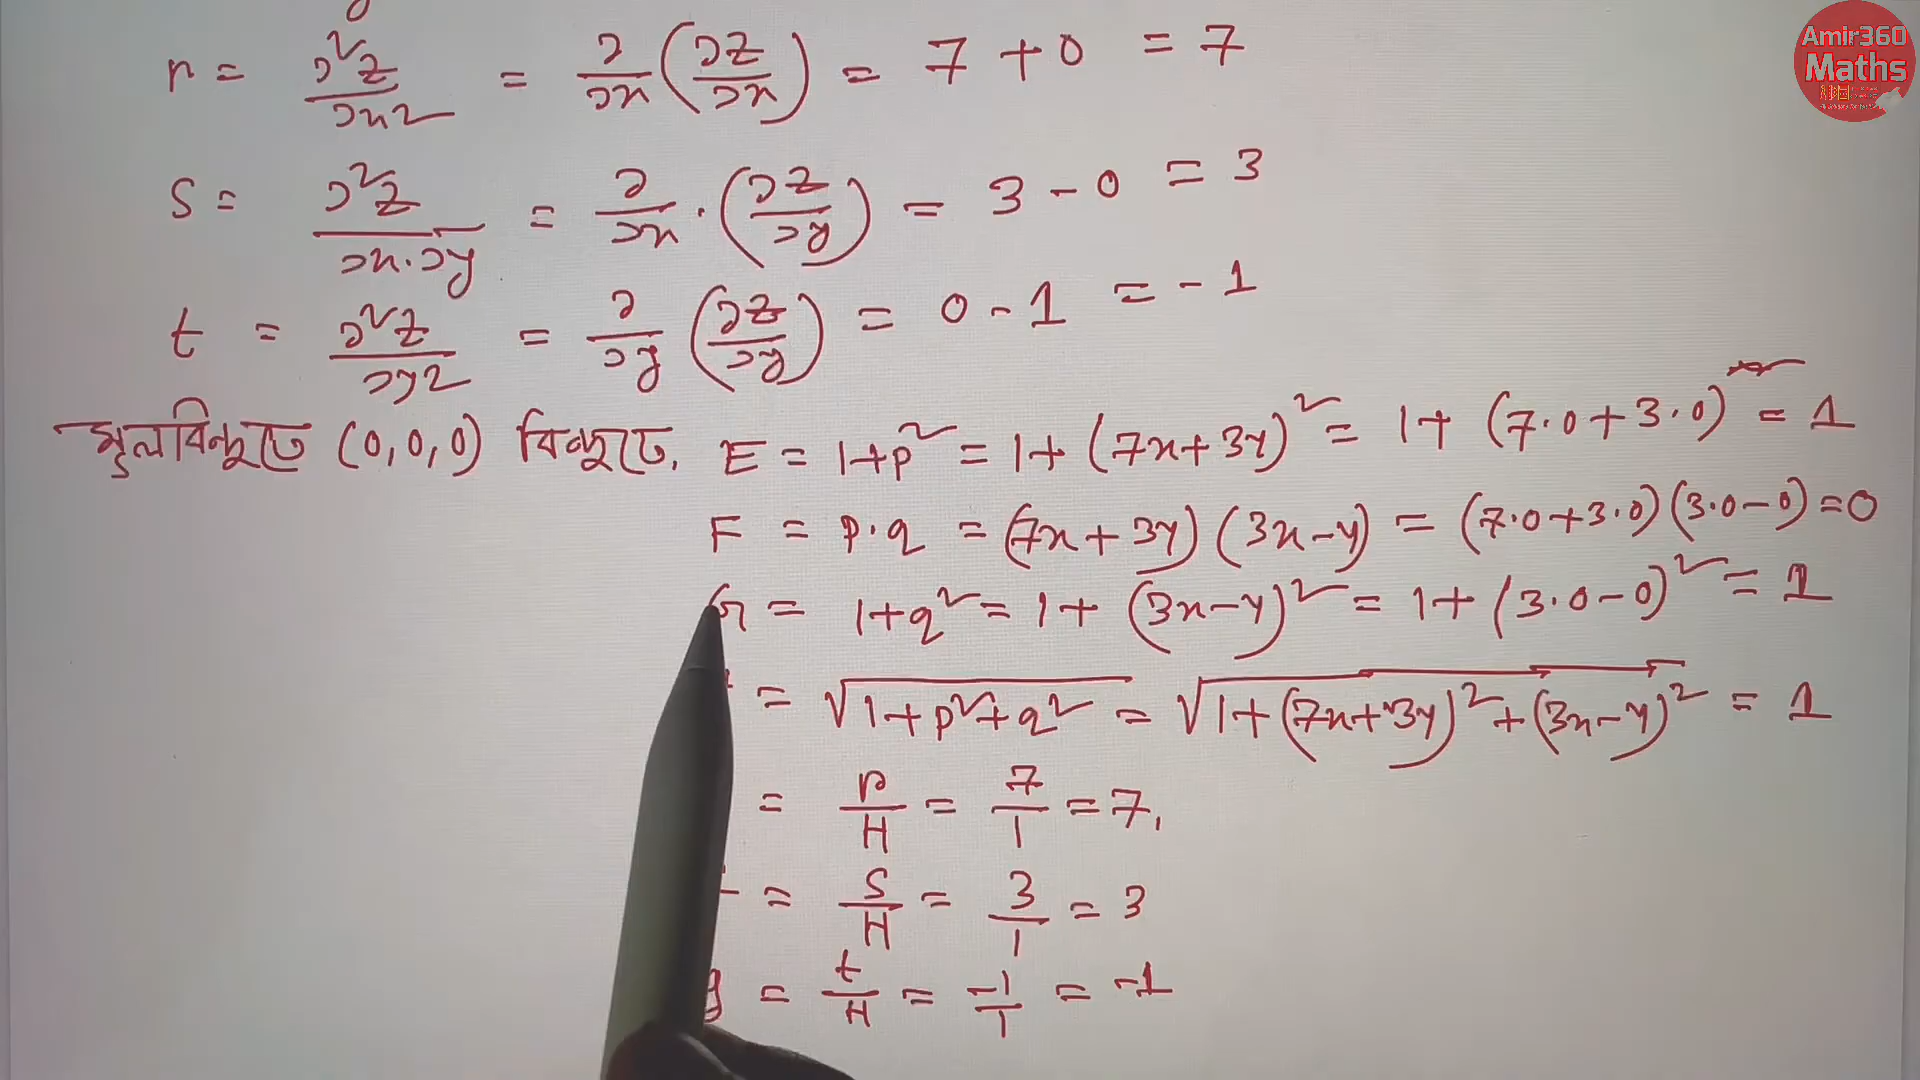 Amir360
Maths
r = ∂²z/∂x² = ∂/∂x (∂z/∂x) = 7 + 0 = 7
S = ∂²z/∂x.∂y = ∂/∂x . (∂z/∂y) = 3 - 0 = 3
t = ∂²z/∂y² = ∂/∂y (∂z/∂y) = 0 - 1 = -1
মূলবিন্দুতে (0,0,0) বিন্দুতে, E = 1+p² = 1+ (7x+3y)² = 1+ (7.0+3.0)² = 1
F = p.q = (7x+3y)(3x-y) = (7.0+3.0)(3.0-0) = 0
G = 1+q² = 1+ (3x-y)² = 1+ (3.0-0)² = 1
= √1+p²+q² = √1+(7x+3y)²+(3x-y)² = 1
= r/H = 7/1 = 7,
= S/H = 3/1 = 3
g = t/H = -1/1 = -1